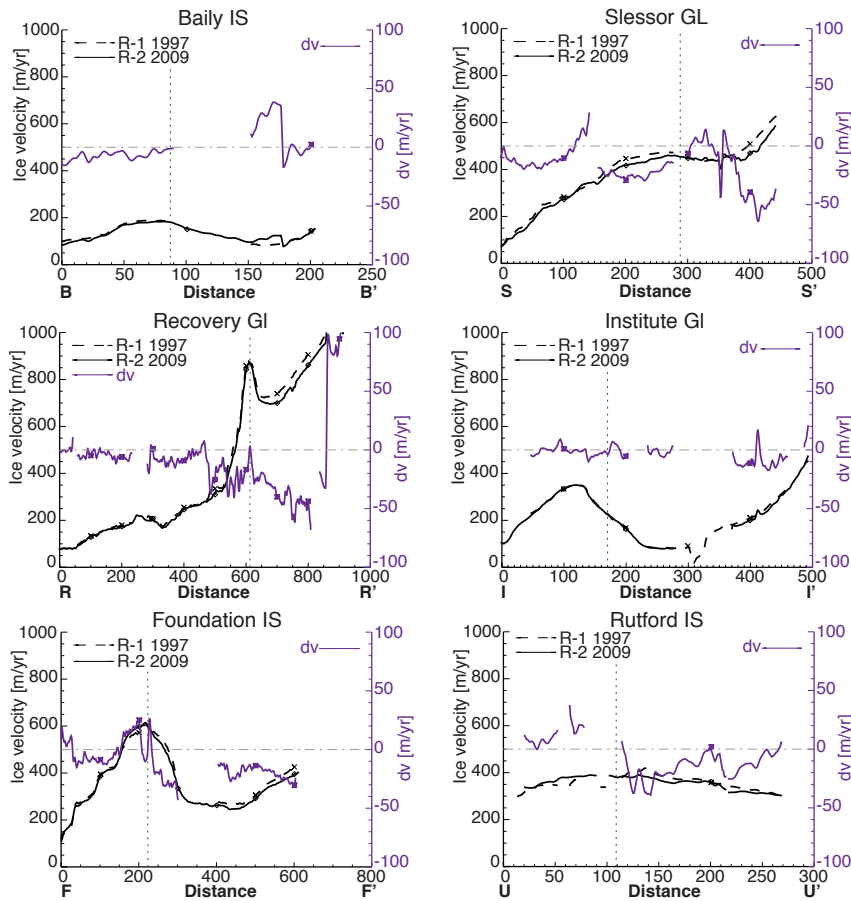 Baily IS
1000
800
600
400
200
0
Ice velocity [m/yr]
R-1 1997
R-2 2009
dv
100
50
0
-50
-100
dv [m/yr]
0 50 100 150 200 250
B Distance B'
Slessor GL
1000
800
600
400
200
0
Ice velocity [m/yr]
R-1 1997
R-2 2009
dv
100
50
0
-50
-100
dv [m/yr]
0 100 200 300 400 500
S Distance S'
Recovery Gl
1000
800
600
400
200
0
Ice velocity [m/yr]
R-1 1997
R-2 2009
dv
100
50
0
-50
-100
dv [m/yr]
0 200 400 600 800 1000
R Distance R'
Institute Gl
1000
800
600
400
200
0
Ice velocity [m/yr]
R-1 1997
R-2 2009
dv
100
50
0
-50
-100
dv [m/yr]
0 100 200 300 400 500
I Distance I'
Foundation IS
1000
800
600
400
200
0
Ice velocity [m/yr]
R-1 1997
R-2 2009
dv
100
50
0
-50
-100
dv [m/yr]
0 200 400 600 800
F Distance F'
Rutford IS
1000
800
600
400
200
0
Ice velocity [m/yr]
R-1 1997
R-2 2009
dv
100
50
0
-50
-100
dv [m/yr]
0 50 100 150 200 250 300
U Distance U'